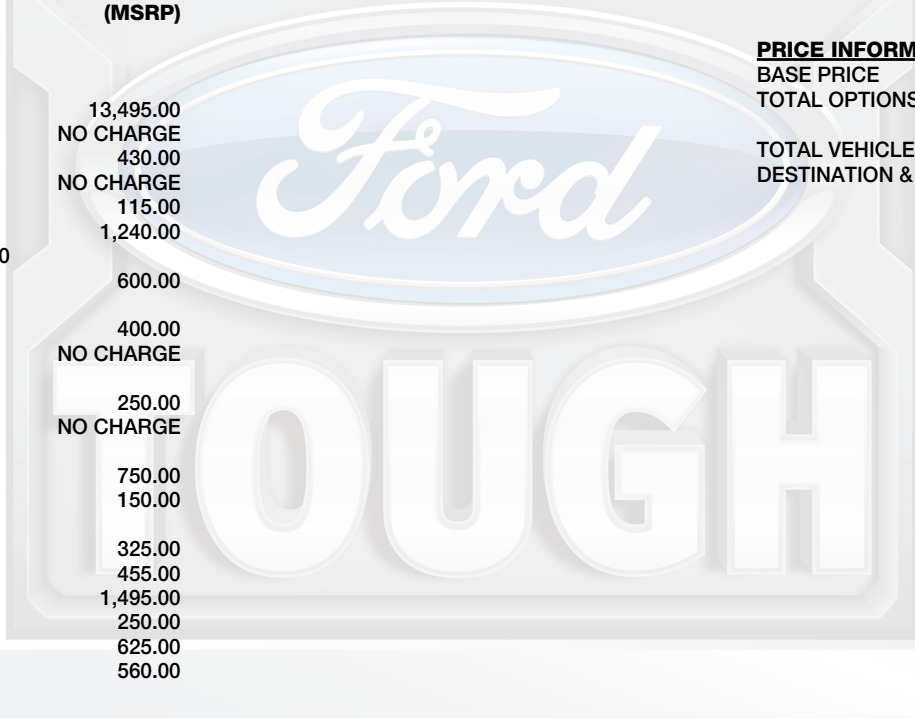 (MSRP)
13,495.00
NO CHARGE
430.00
NO CHARGE
115.00
1,240.00
0
600.00
400.00
NO CHARGE
250.00
NO CHARGE
750.00
150.00
325.00
455.00
1,495.00
250.00
625.00
560.00
PRICE INFORM
BASE PRICE
TOTAL OPTIONS
TOTAL VEHICLE
DESTINATION &
Ford
TOUGH